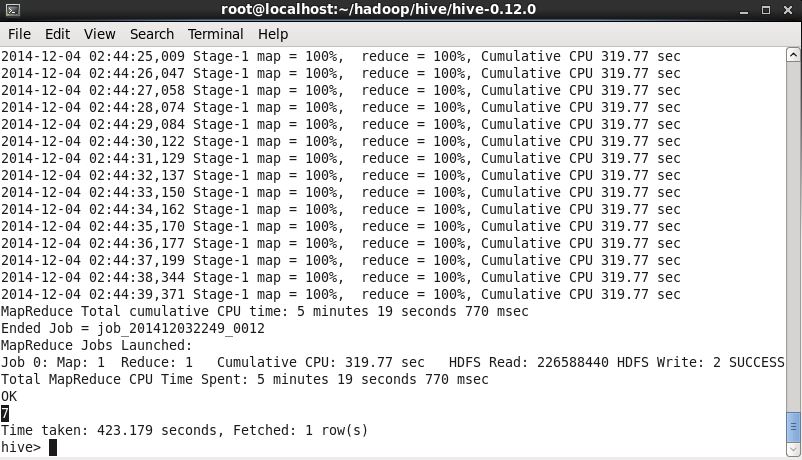 root@localhost:~/hadoop/hive/hive-0.12.0
File Edit View Search Terminal Help
2014-12-04 02:44:25,009 Stage-1 map = 100%,  reduce = 100%, Cumulative CPU 319.77 sec
2014-12-04 02:44:26,047 Stage-1 map = 100%,  reduce = 100%, Cumulative CPU 319.77 sec
2014-12-04 02:44:27,058 Stage-1 map = 100%,  reduce = 100%, Cumulative CPU 319.77 sec
2014-12-04 02:44:28,074 Stage-1 map = 100%,  reduce = 100%, Cumulative CPU 319.77 sec
2014-12-04 02:44:29,084 Stage-1 map = 100%,  reduce = 100%, Cumulative CPU 319.77 sec
2014-12-04 02:44:30,122 Stage-1 map = 100%,  reduce = 100%, Cumulative CPU 319.77 sec
2014-12-04 02:44:31,129 Stage-1 map = 100%,  reduce = 100%, Cumulative CPU 319.77 sec
2014-12-04 02:44:32,137 Stage-1 map = 100%,  reduce = 100%, Cumulative CPU 319.77 sec
2014-12-04 02:44:33,150 Stage-1 map = 100%,  reduce = 100%, Cumulative CPU 319.77 sec
2014-12-04 02:44:34,162 Stage-1 map = 100%,  reduce = 100%, Cumulative CPU 319.77 sec
2014-12-04 02:44:35,170 Stage-1 map = 100%,  reduce = 100%, Cumulative CPU 319.77 sec
2014-12-04 02:44:36,177 Stage-1 map = 100%,  reduce = 100%, Cumulative CPU 319.77 sec
2014-12-04 02:44:37,199 Stage-1 map = 100%,  reduce = 100%, Cumulative CPU 319.77 sec
2014-12-04 02:44:38,344 Stage-1 map = 100%,  reduce = 100%, Cumulative CPU 319.77 sec
2014-12-04 02:44:39,371 Stage-1 map = 100%,  reduce = 100%, Cumulative CPU 319.77 sec
MapReduce Total cumulative CPU time: 5 minutes 19 seconds 770 msec
Ended Job = job_201412032249_0012
MapReduce Jobs Launched:
Job 0: Map: 1  Reduce: 1   Cumulative CPU: 319.77 sec   HDFS Read: 226588440 HDFS Write: 2 SUCCESS
Total MapReduce CPU Time Spent: 5 minutes 19 seconds 770 msec
OK
7
Time taken: 423.179 seconds, Fetched: 1 row(s)
hive>